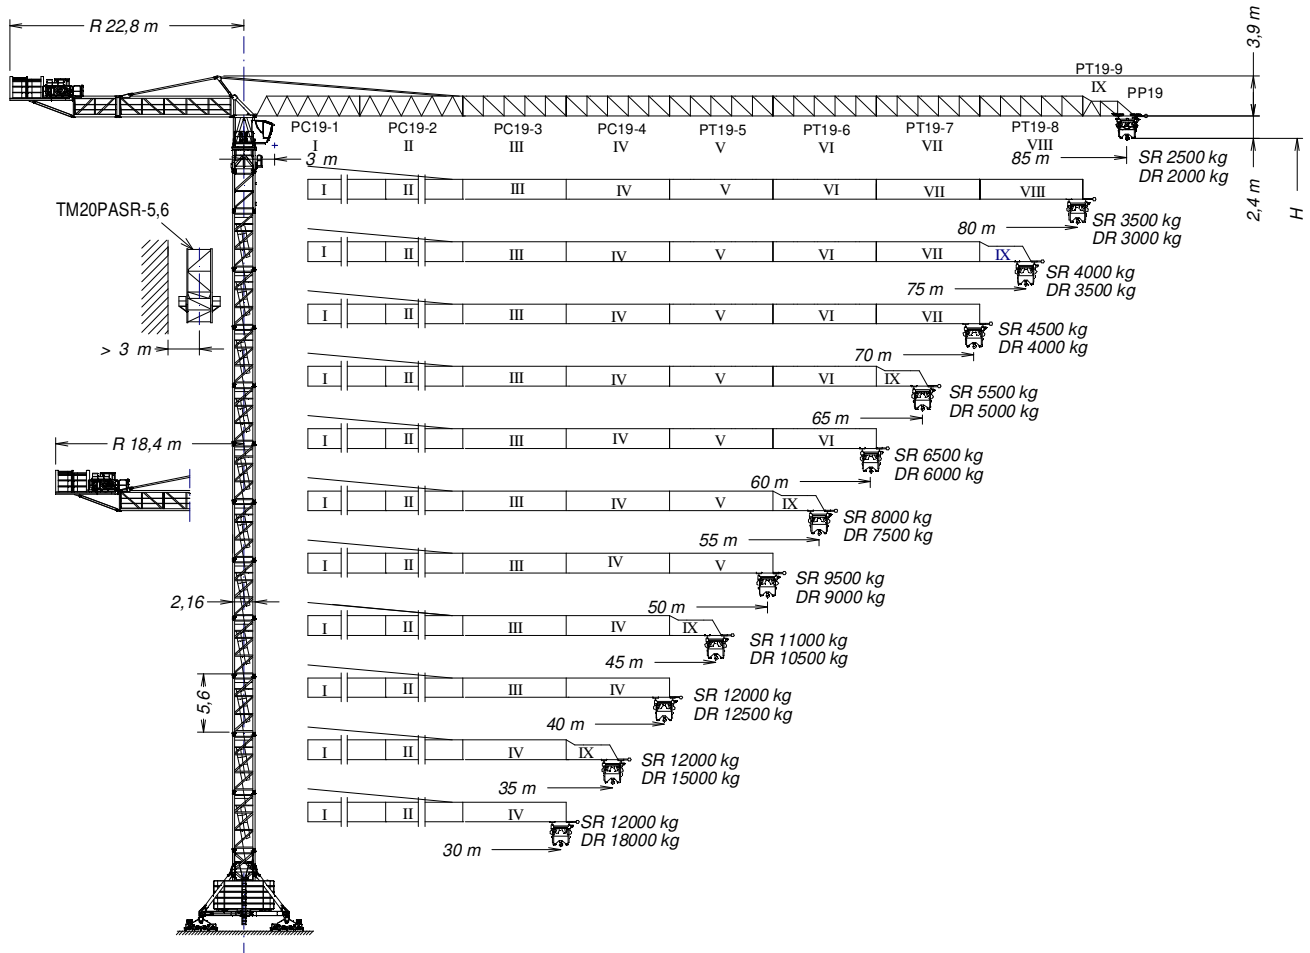 R 22,8 m
3,9 m
PT19-9
IX
PP19
PC19-1 PC19-2 PC19-3 PC19-4 PT19-5 PT19-6 PT19-7 PT19-8
I II III IV V VI VII VIII
3 m
85 m
SR 2500 kg
DR 2000 kg
2,4 m
H
I II III IV V VI VII VIII
TM20PASR-5,6
80 m
SR 3500 kg
DR 3000 kg
I II III IV V VI VII IX
75 m
SR 4000 kg
DR 3500 kg
I II III IV V VI VII
70 m
SR 4500 kg
DR 4000 kg
> 3 m
I II III IV V VI IX
65 m
SR 5500 kg
DR 5000 kg
R 18,4 m
I II III IV V VI
60 m
SR 6500 kg
DR 6000 kg
I II III IV V IX
55 m
SR 8000 kg
DR 7500 kg
I II III IV V
50 m
SR 9500 kg
DR 9000 kg
2,16
I II III IV IX
45 m
SR 11000 kg
DR 10500 kg
5,6
I II III IV
40 m
SR 12000 kg
DR 12500 kg
I II IV IX
35 m
SR 12000 kg
DR 15000 kg
I II IV
30 m
SR 12000 kg
DR 18000 kg